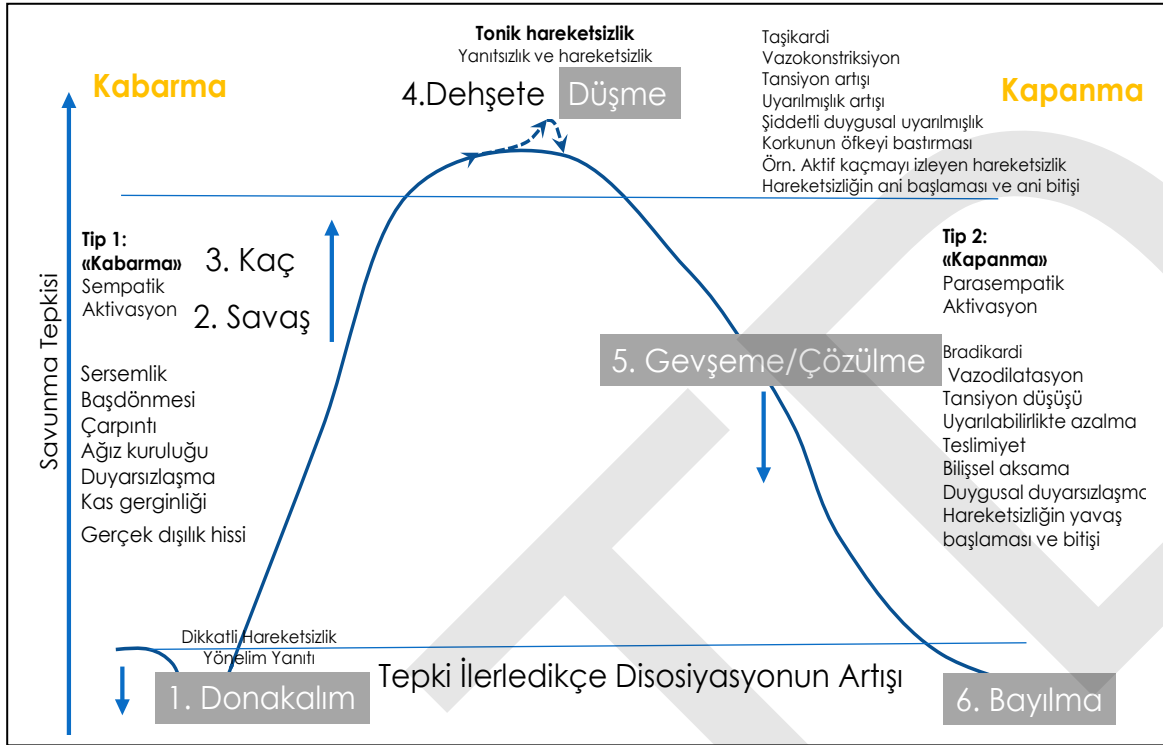 Tonik hareketsizlik
Yanıtsızlık ve hareketsizlik
Kabarma
4.Dehşete Düşme
Taşikardi
Vazokonstriksiyon
Tansiyon artışı
Uyarılmışlık artışı
Şiddetli duygusal uyarılmışlık
Korkunun öfkeyi bastırması
Örn. Aktif kaçmayı izleyen hareketsizlik
Hareketsizliğin ani başlaması ve ani bitişi
Kapanma
Savunma Tepkisi
Tip 1:
«Kabarma»
Sempatik
Aktivasyon
3. Kaç
2. Savaş
Sersemlik
Başdönmesi
Çarpıntı
Ağız kuruluğu
Duyarsızlaşma
Kas gerginliği
Gerçek dışılık hissi
Tip 2:
«Kapanma»
Parasempatik
Aktivasyon
5. Gevşeme/Çözülme
Bradikardi
Vazodilatasyon
Tansiyon düşüşü
Uyarılabilirlikte azalma
Teslimiyet
Bilişsel aksama
Duygusal duyarsızlaşma
Hareketsizliğin yavaş
başlaması ve bitişi
Dikkatli Hareketsizlik
Yönelim Yanıtı
1. Donakalım
Tepki İlerledikçe Disosiyasyonun Artışı
6. Bayılma